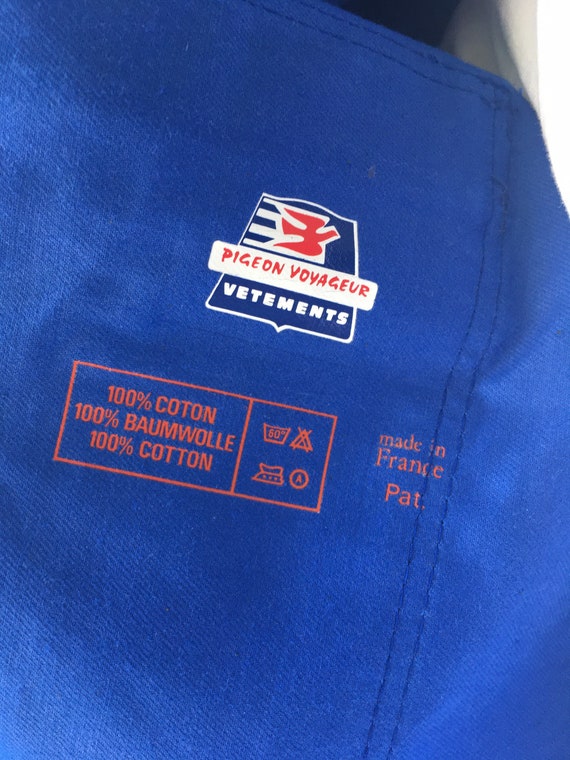 PIGEON VOYAGEUR
VETEMENTS
100% COTON
100% BAUMWOLLE
100% COTTON
60°
A
made in
France
Pat.